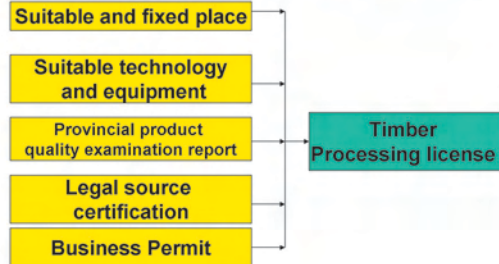 Suitable and fixed place
Suitable technology
and equipment
Provincial product
quality examination report
Legal source
certification
Business Permit
Timber
Processing license